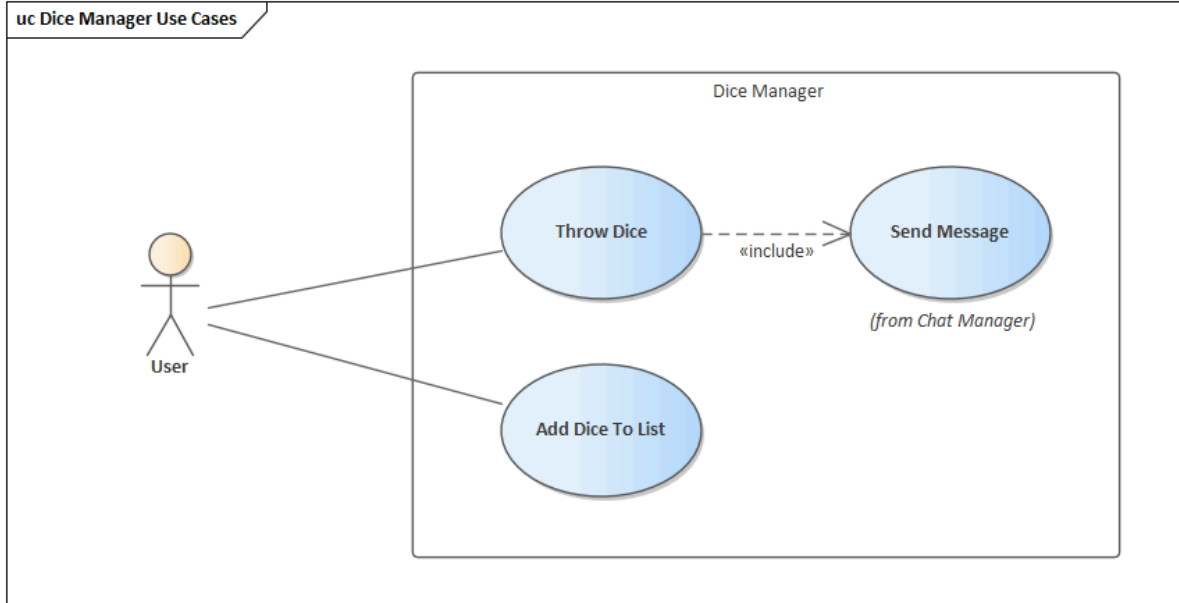 uc Dice Manager Use Cases
Dice Manager
Throw Dice
Send Message
«include»
(from Chat Manager)
User
Add Dice To List